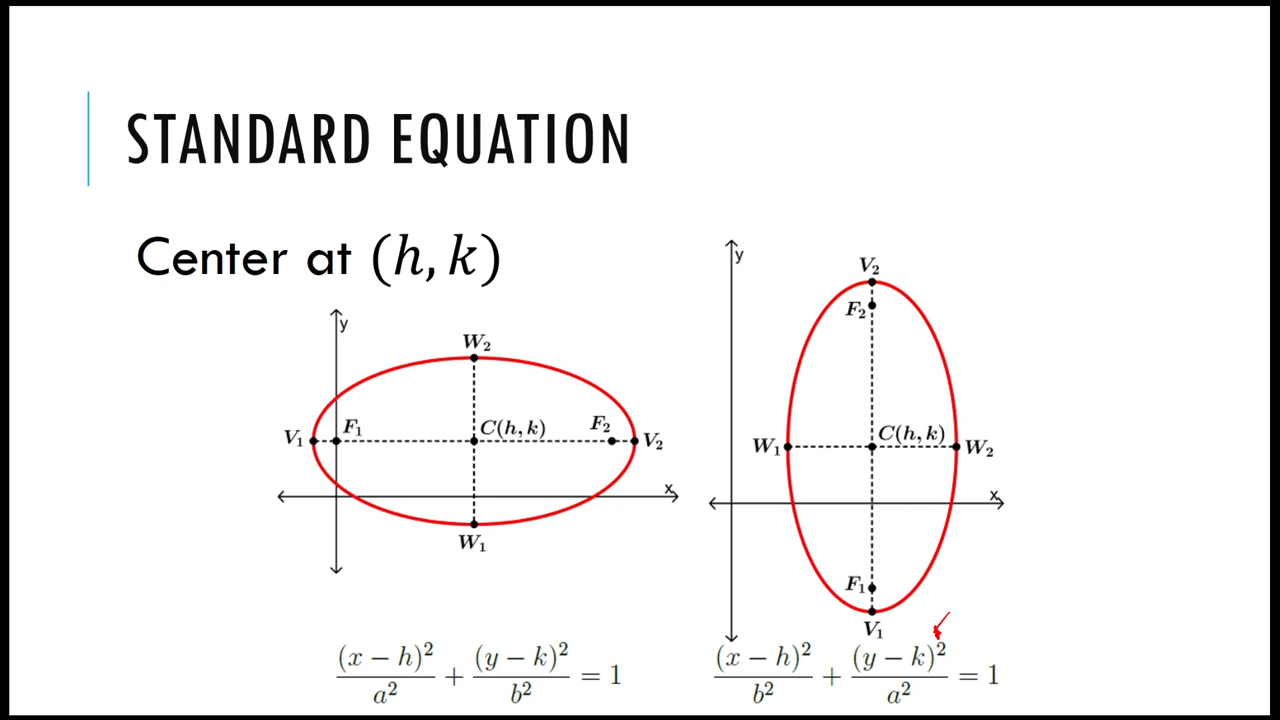 STANDARD EQUATION
Center at (h, k)
y
W₂
V₁
F₁
C(h, k)
F₂
V₂
x
W₁
y
V₂
F₂
C(h, k)
W₁
W₂
x
F₁
V₁
(x − h)²/a² + (y − k)²/b² = 1
(x − h)²/b² + (y − k)²/a² = 1